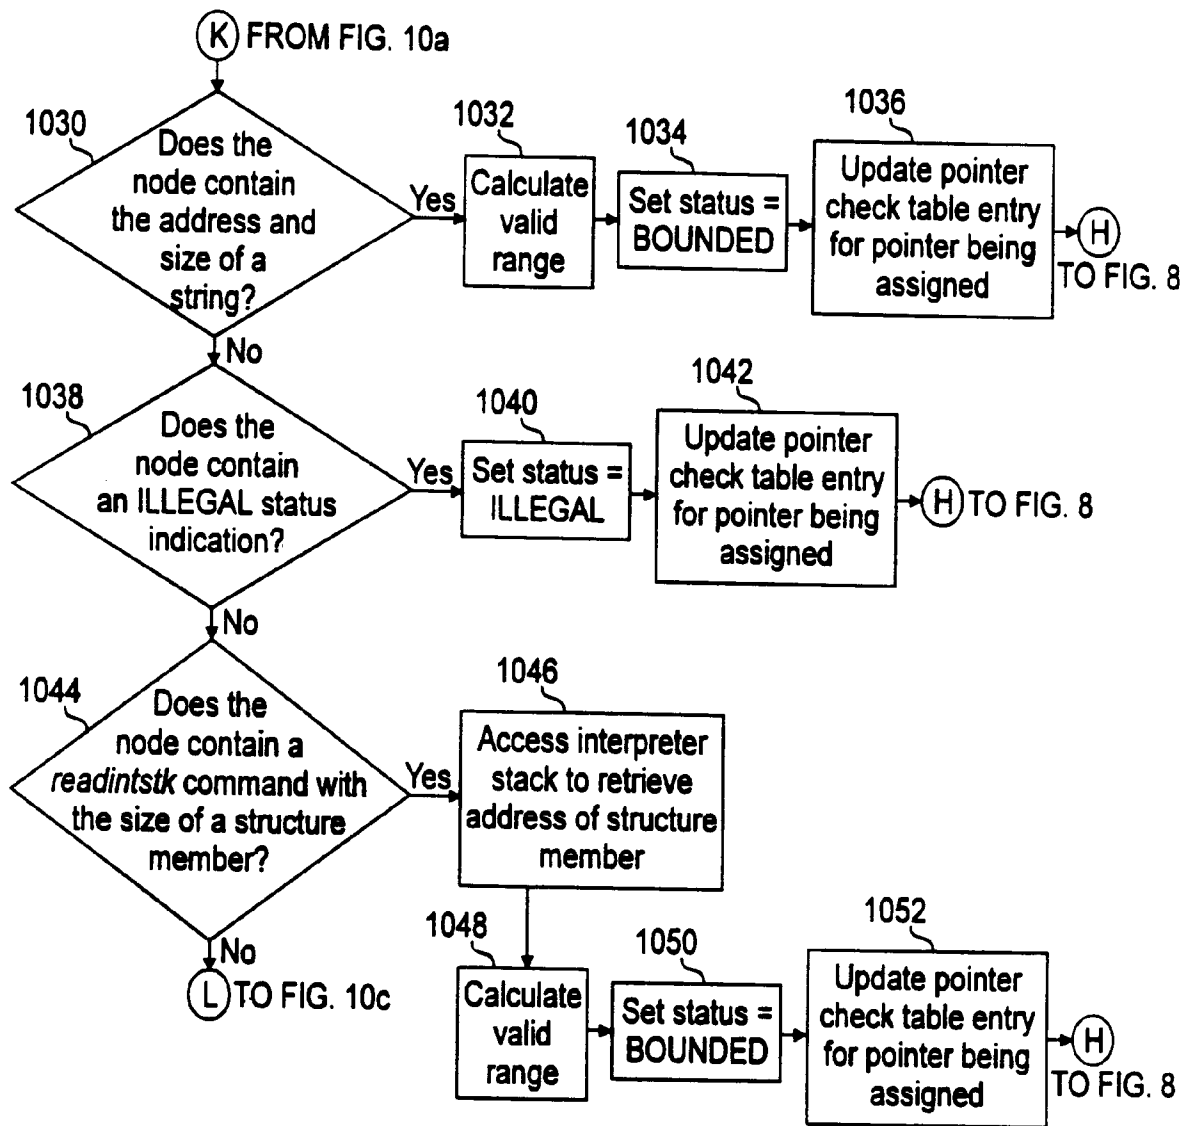 K FROM FIG. 10a
1030
Does the
node contain
the address and
size of a
string?
Yes
1032
Calculate
valid
range
1034
Set status =
BOUNDED
1036
Update pointer
check table entry
for pointer being
assigned
H
TO FIG. 8
No
1038
Does the
node contain
an ILLEGAL status
indication?
Yes
1040
Set status =
ILLEGAL
1042
Update pointer
check table entry
for pointer being
assigned
H TO FIG. 8
No
1044
Does the
node contain a
readintstk command with
the size of a structure
member?
Yes
1046
Access interpreter
stack to retrieve
address of structure
member
No
L TO FIG. 10c
1048
Calculate
valid
range
1050
Set status =
BOUNDED
1052
Update pointer
check table entry
for pointer being
assigned
H
TO FIG. 8